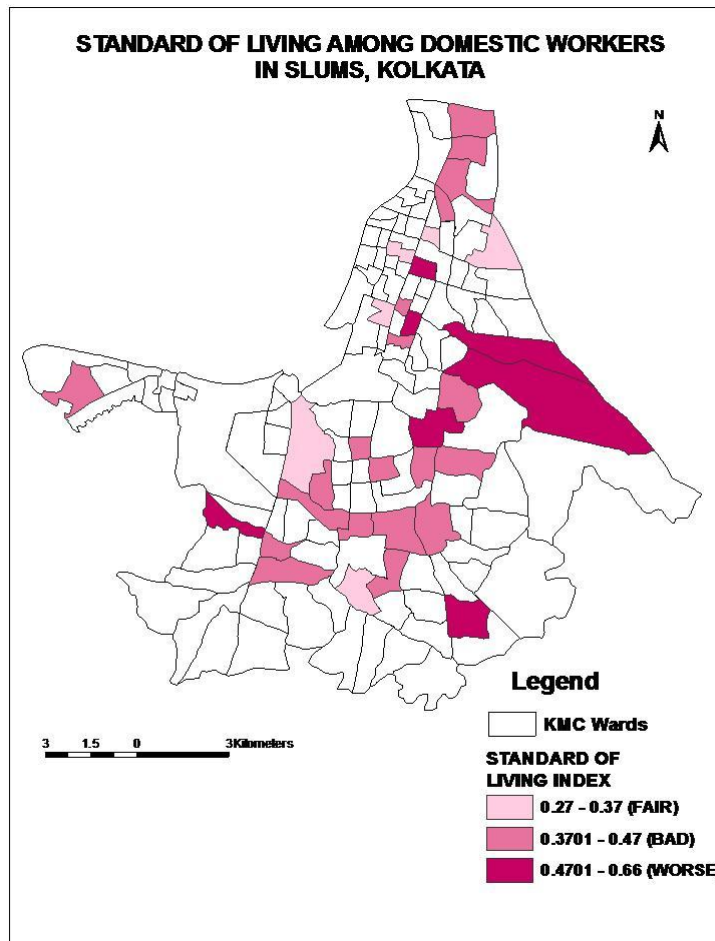 STANDARD OF LIVING AMONG DOMESTIC WORKERS
IN SLUMS, KOLKATA
N
Legend
KMC Wards
3 1.5 0 3Kilometers
STANDARD OF
LIVING INDEX
0.27 - 0.37 (FAIR)
0.3701 - 0.47 (BAD)
0.4701 - 0.66 (WORSE